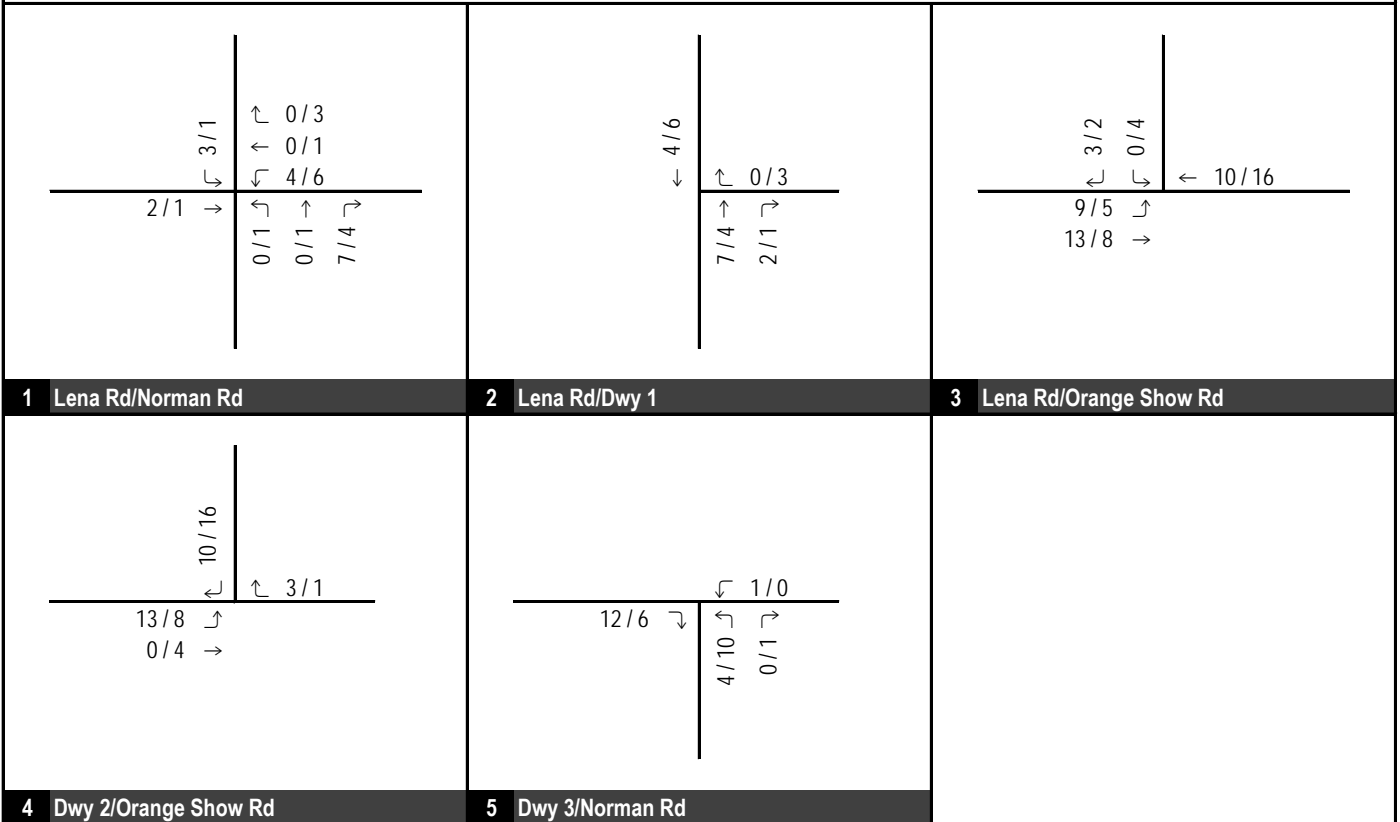 3 / 1
0 / 3
0 / 1
4 / 6
2 / 1
0 / 1
0 / 1
7 / 4
1 Lena Rd/Norman Rd
4 / 6
0 / 3
7 / 4
2 / 1
2 Lena Rd/Dwy 1
3 / 2
0 / 4
10 / 16
9 / 5
13 / 8
3 Lena Rd/Orange Show Rd
10 / 16
3 / 1
13 / 8
0 / 4
4 Dwy 2/Orange Show Rd
1 / 0
12 / 6
4 / 10
0 / 1
5 Dwy 3/Norman Rd